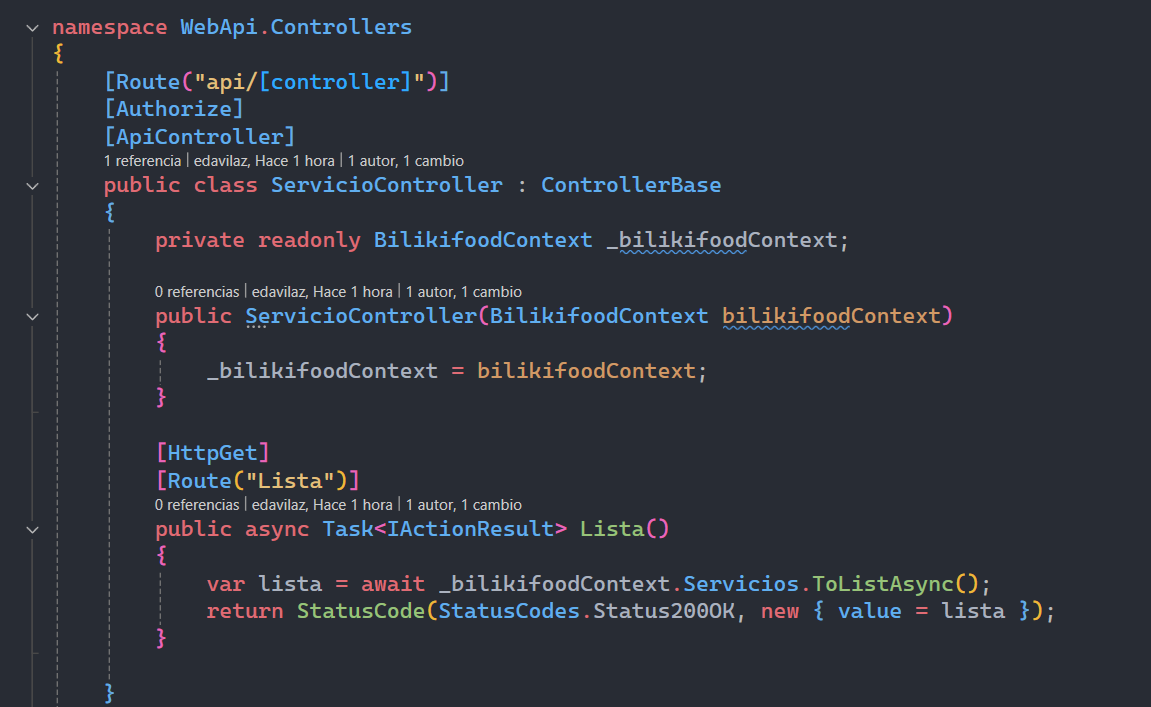 namespace WebApi.Controllers
{
[Route("api/[controller]")]
[Authorize]
[ApiController]
1 referencia | edavilaz, Hace 1 hora | 1 autor, 1 cambio
public class ServicioController : ControllerBase
{
private readonly BilikifoodContext _bilikifoodContext;
0 referencias | edavilaz, Hace 1 hora | 1 autor, 1 cambio
public ServicioController(BilikifoodContext bilikifoodContext)
{
_bilikifoodContext = bilikifoodContext;
}
[HttpGet]
[Route("Lista")]
0 referencias | edavilaz, Hace 1 hora | 1 autor, 1 cambio
public async Task<IActionResult> Lista()
{
var lista = await _bilikifoodContext.Servicios.ToListAsync();
return StatusCode(StatusCodes.Status200OK, new { value = lista });
}
}